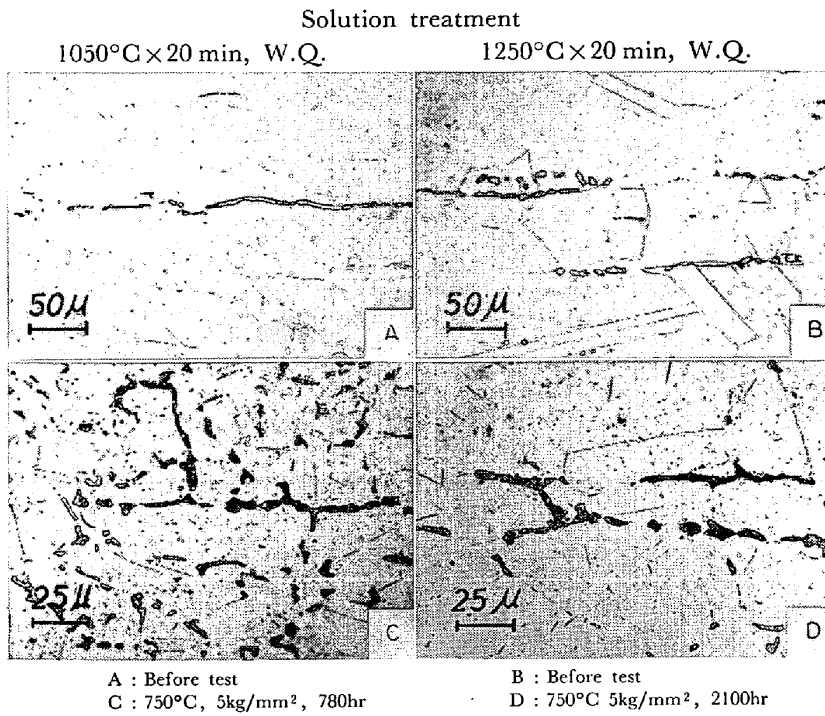 Solution treatment
1050°C×20 min, W.Q.
1250°C×20 min, W.Q.
50μ
A
50μ
B
25μ
C
25μ
D
A : Before test
C : 750°C, 5kg/mm², 780hr
B : Before test
D : 750°C 5kg/mm², 2100hr